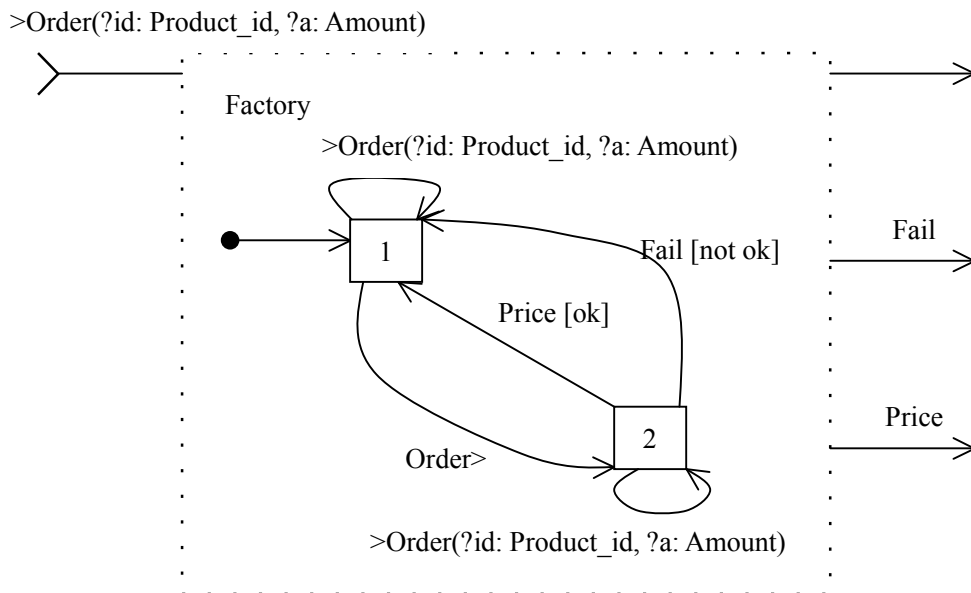 >Order(?id: Product_id, ?a: Amount)
Factory
>Order(?id: Product_id, ?a: Amount)
1
Fail [not ok]
Fail
Price [ok]
Price
2
Order>
>Order(?id: Product_id, ?a: Amount)